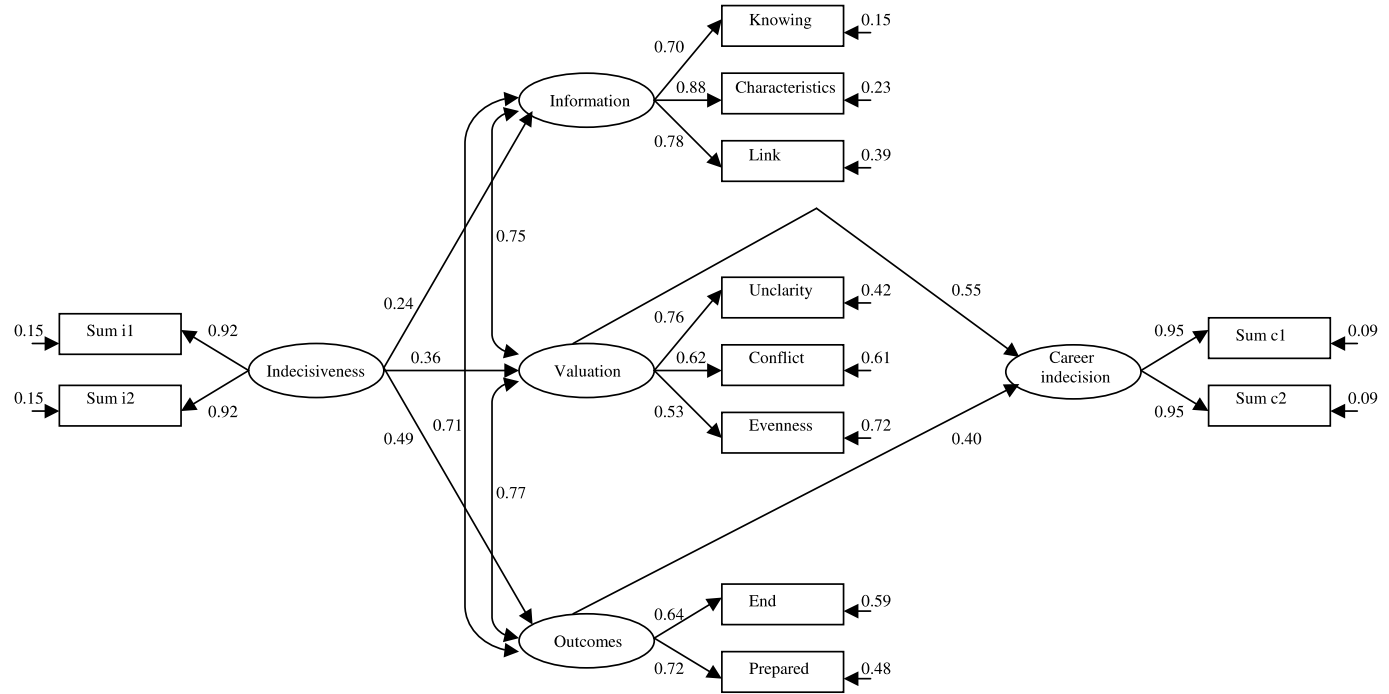 Knowing
0.15
0.70
Characteristics
0.23
0.88
Information
0.78
Link
0.39
0.75
Unclarity
0.42
0.55
0.24
0.76
Sum i1
0.15
0.92
Sum c1
0.09
0.95
0.36
0.62
Conflict
0.61
Indecisiveness
Valuation
Career
indecision
Sum i2
0.15
0.92
0.53
Sum c2
0.09
0.95
0.71
0.49
Evenness
0.72
0.40
0.77
End
0.59
0.64
Outcomes
0.72
Prepared
0.48